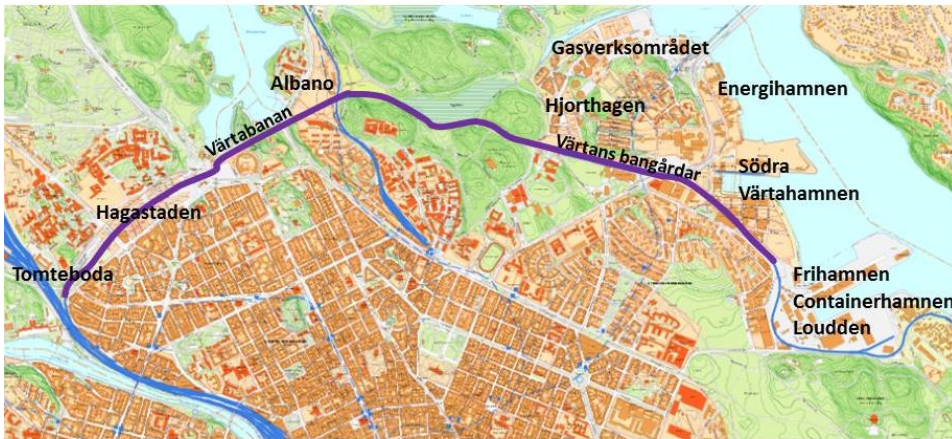 Gasverksområdet
Albano
Energihamnen
Hjorthagen
Värtabanan
Värtans bangårdar
Södra
Värtahamnen
Hagastaden
Tomteboda
Frihamnen
Containerhamnen
Loudden